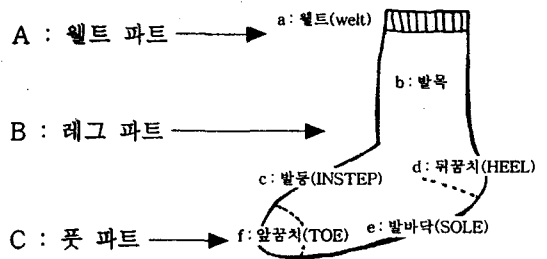 A : 웰트 파트
a : 웰트(welt)
b : 발목
B : 레그 파트
c : 발등(INSTEP)
d : 뒤꿈치(HEEL)
C : 풋 파트
f : 앞꿈치(TOE)
e : 발바닥(SOLE)